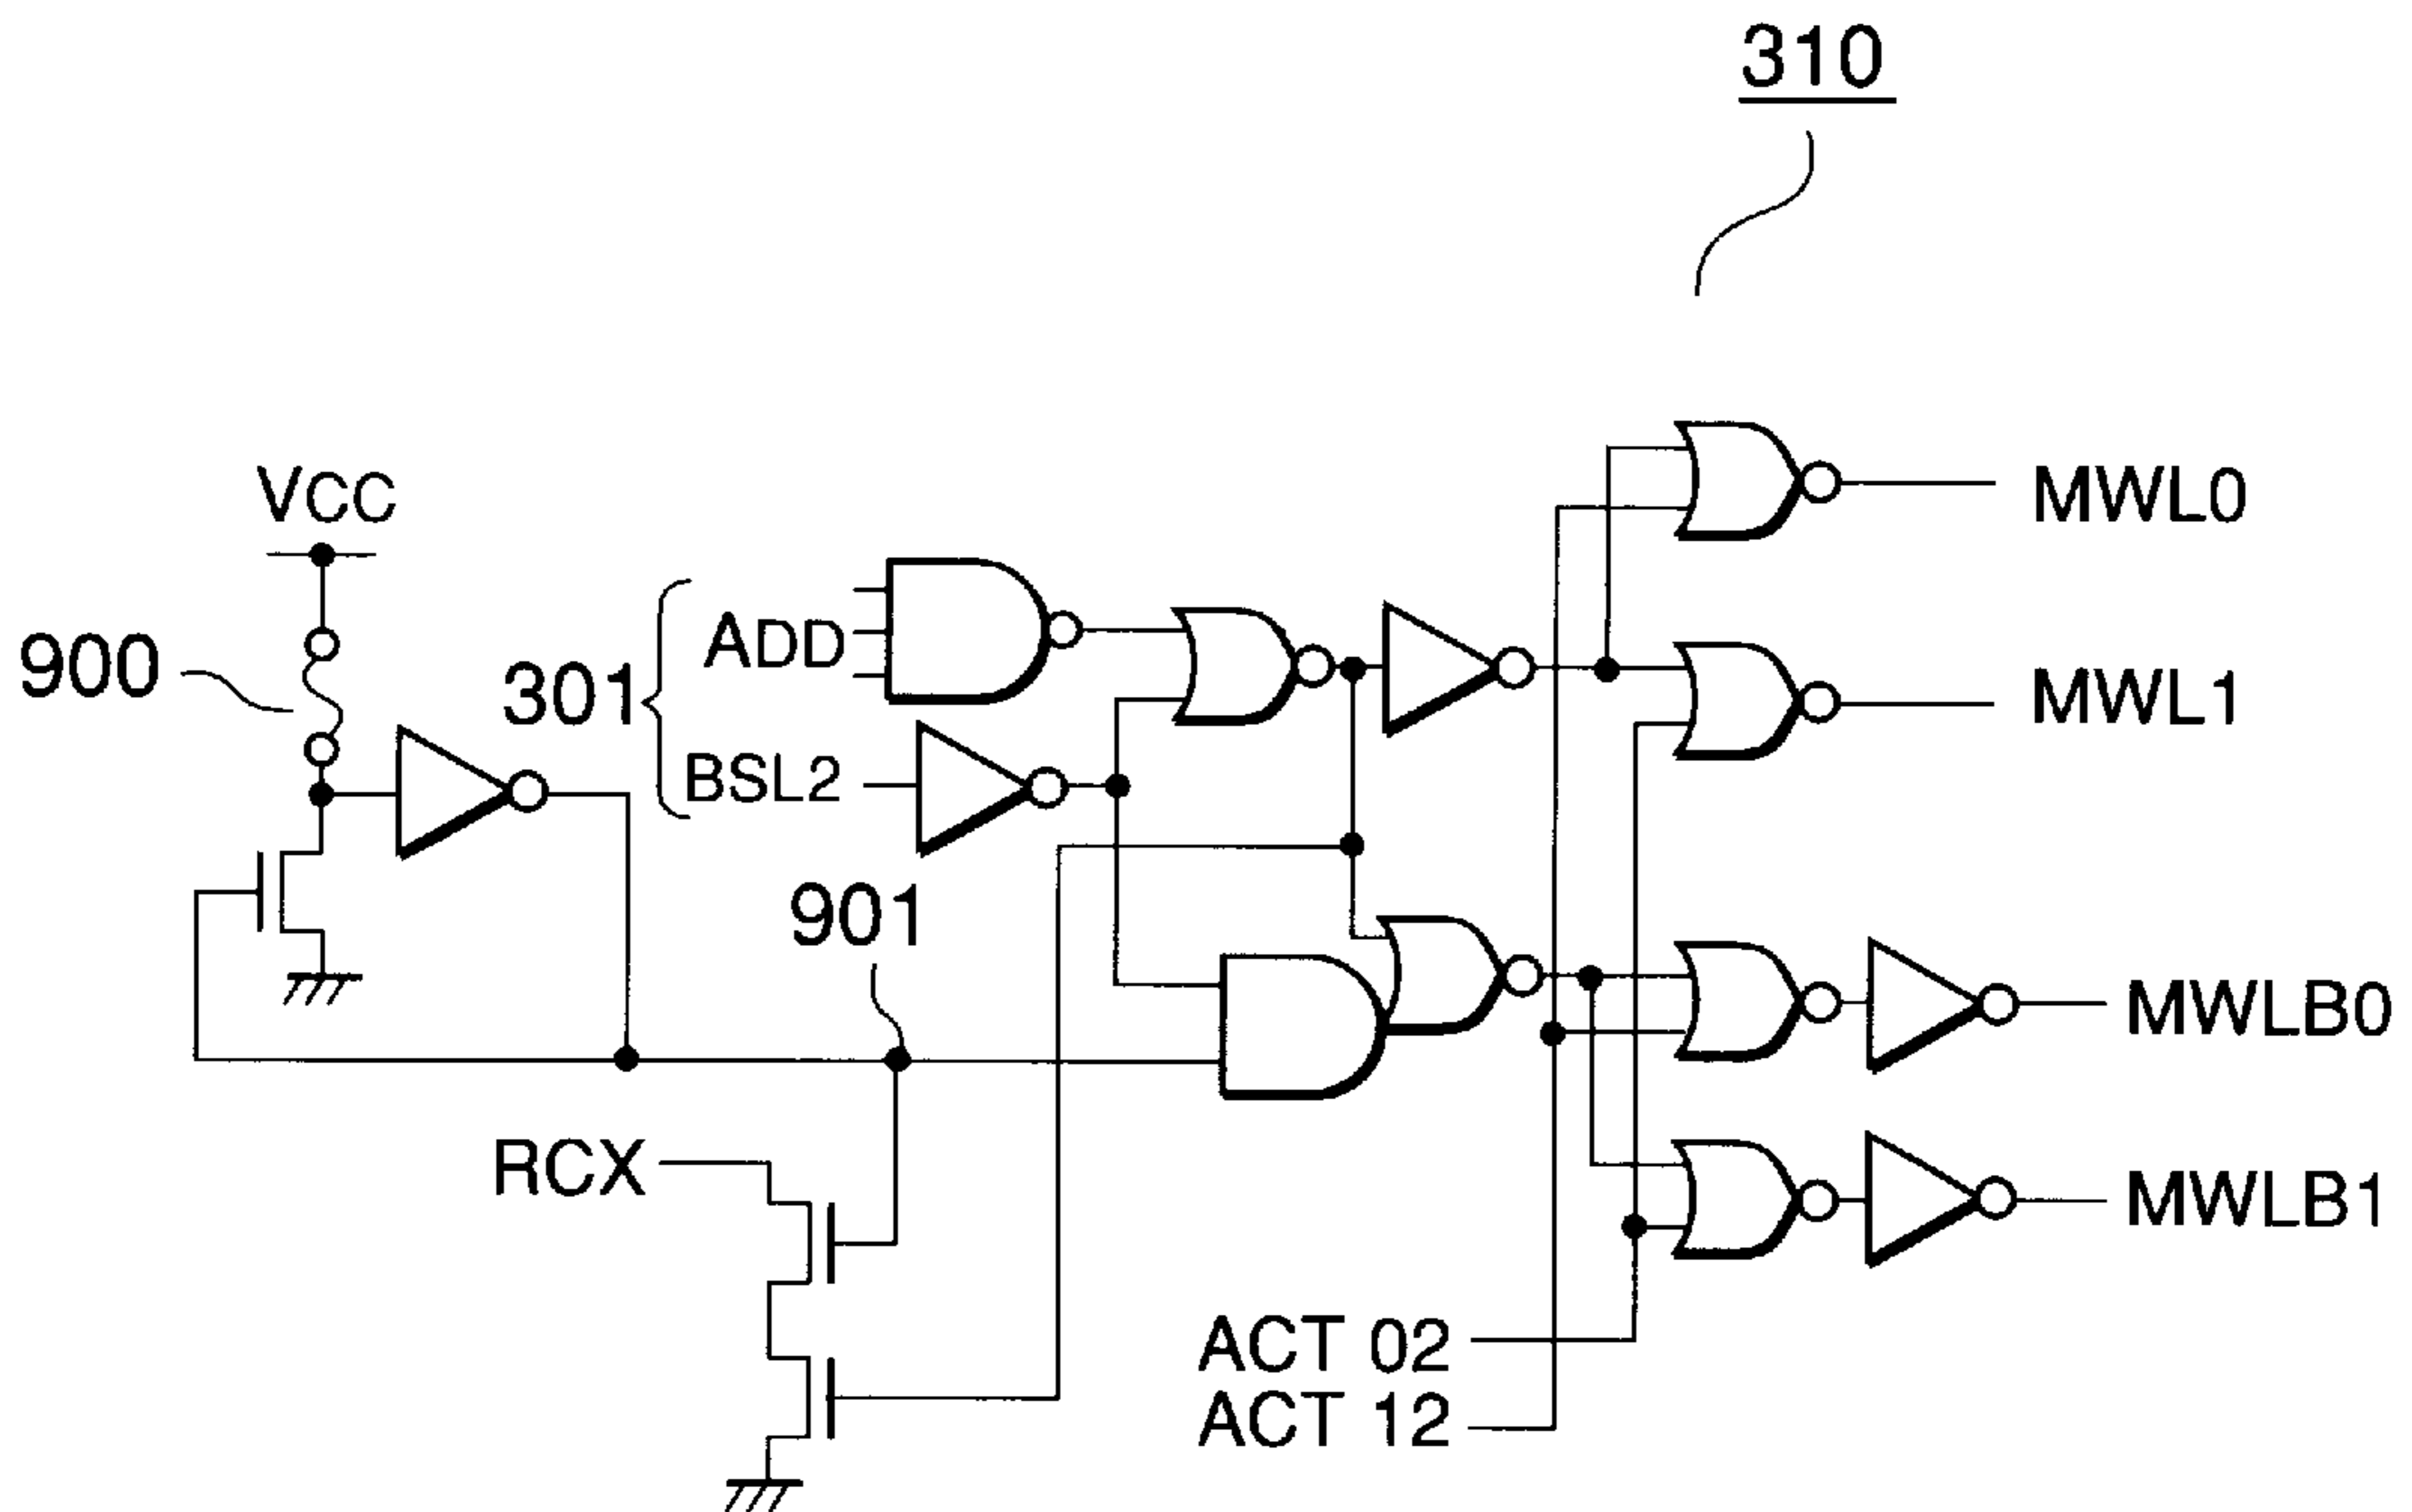 310
VCC
MWL0
900
301
ADD
MWL1
BSL2
901
MWLB0
RCX
MWLB1
ACT 02
ACT 12